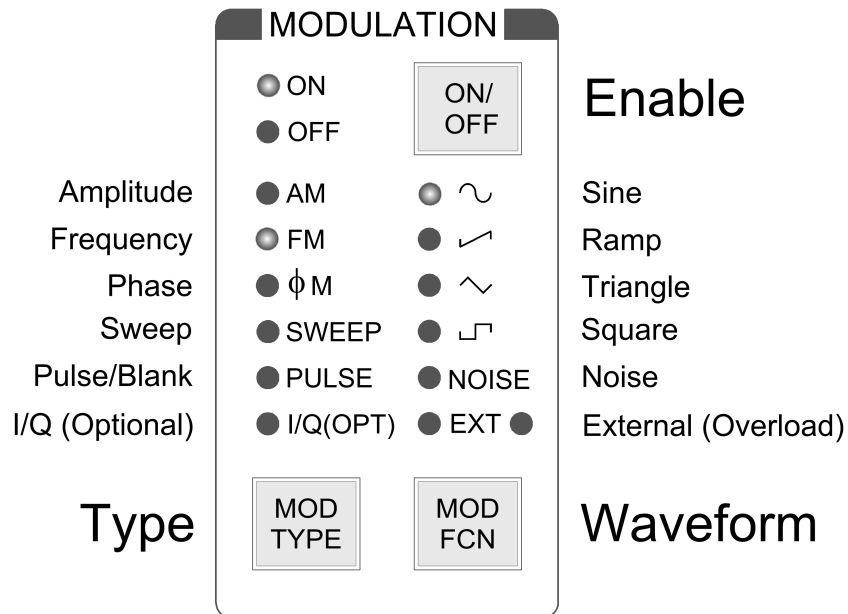 MODULATION
ON
OFF
ON/
OFF
Enable
Amplitude
AM
Sine
Frequency
FM
Ramp
Phase
ϕM
Triangle
Sweep
SWEEP
Square
Pulse/Blank
PULSE
NOISE
Noise
I/Q (Optional)
I/Q(OPT)
EXT
External (Overload)
Type
MOD
TYPE
MOD
FCN
Waveform